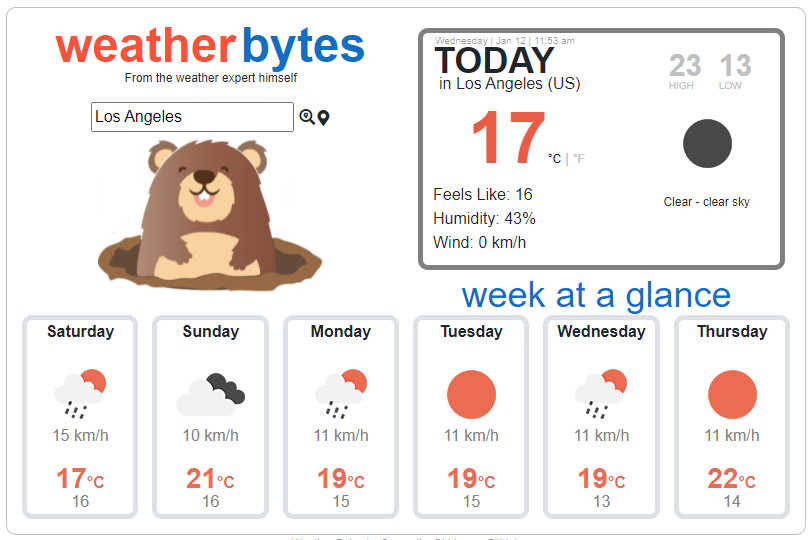 weatherbytes
From the weather expert himself
Los Angeles
Wednesday | Jan 12 | 11:53 am
TODAY
in Los Angeles (US)
23 13
HIGH LOW
17 °C | °F
Clear - clear sky
Feels Like: 16
Humidity: 43%
Wind: 0 km/h
week at a glance
Saturday
15 km/h
17°C
16
Sunday
10 km/h
21°C
16
Monday
11 km/h
19°C
15
Tuesday
11 km/h
19°C
15
Wednesday
11 km/h
19°C
13
Thursday
11 km/h
22°C
14